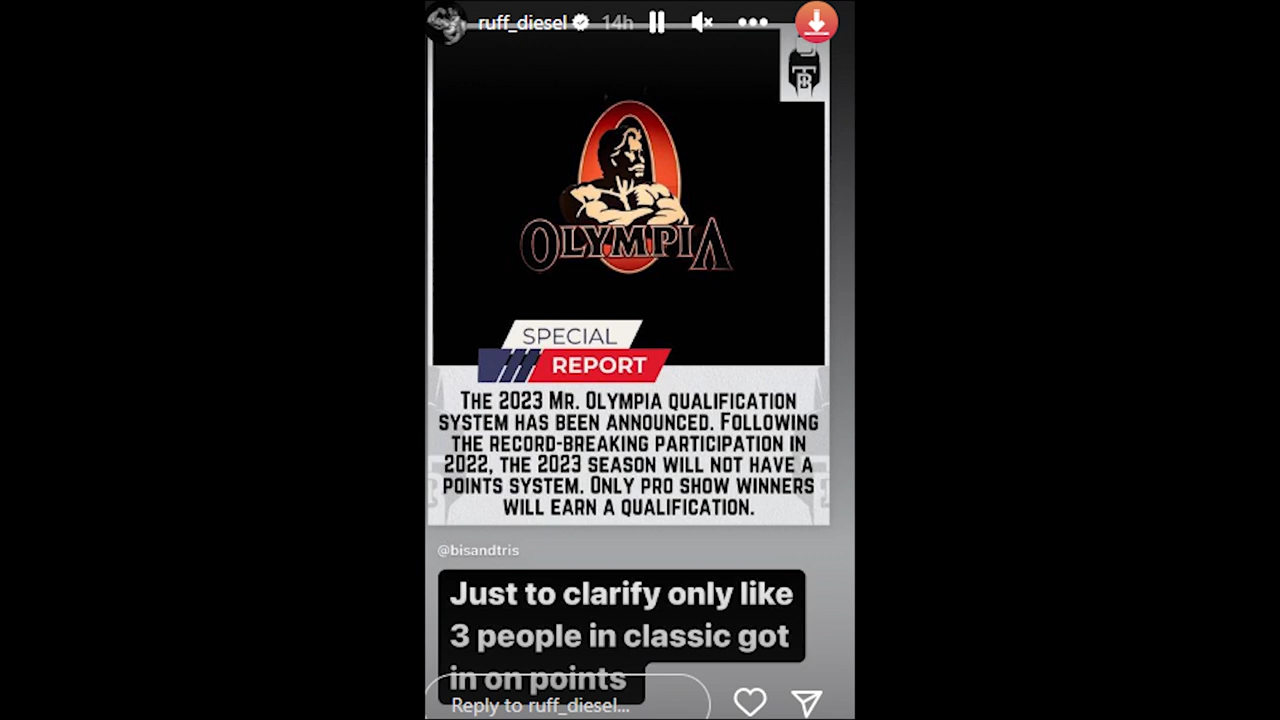 ruff_diesel 14h
TB
OLYMPIA
SPECIAL
REPORT
THE 2023 MR. OLYMPIA QUALIFICATION
SYSTEM HAS BEEN ANNOUNCED. FOLLOWING
THE RECORD-BREAKING PARTICIPATION IN
2022, THE 2023 SEASON WILL NOT HAVE A
POINTS SYSTEM. ONLY PRO SHOW WINNERS
WILL EARN A QUALIFICATION.
@bisandtris
Just to clarify only like
3 people in classic got
in on points
Reply to ruff_diesel...